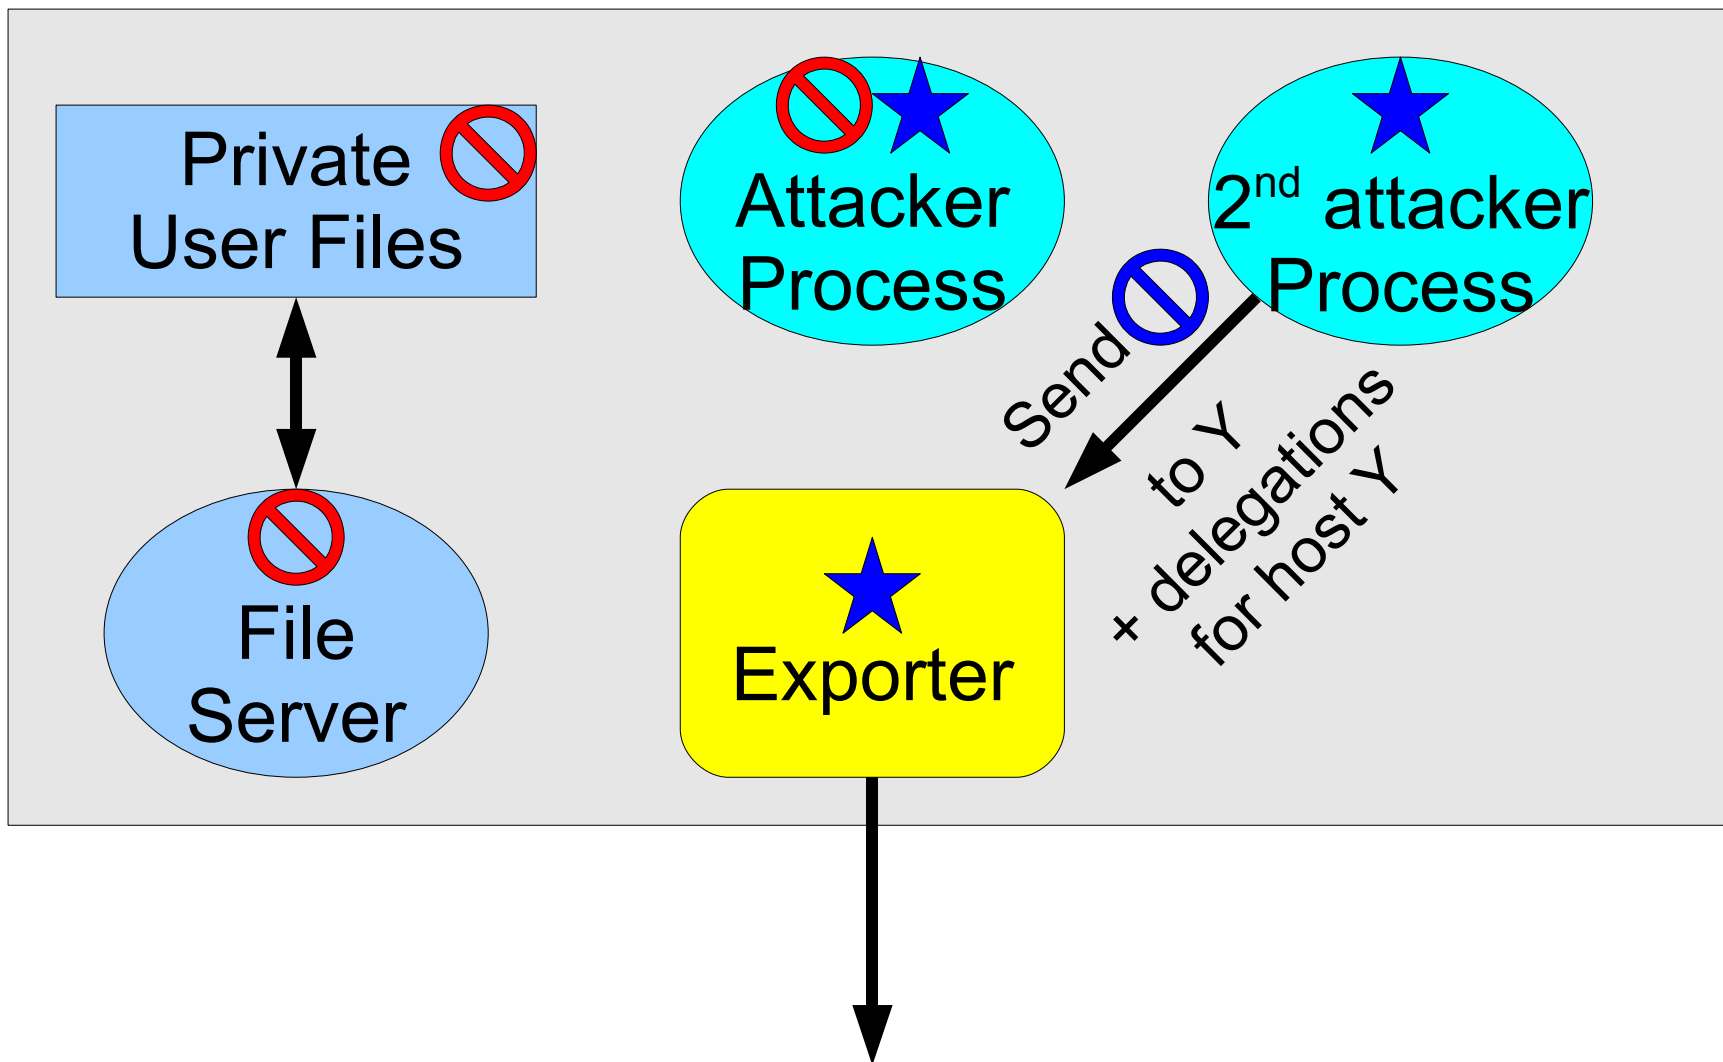 Private
User Files
Attacker
Process
2nd attacker
Process
Send
to Y
+ delegations
for host Y
File
Server
Exporter